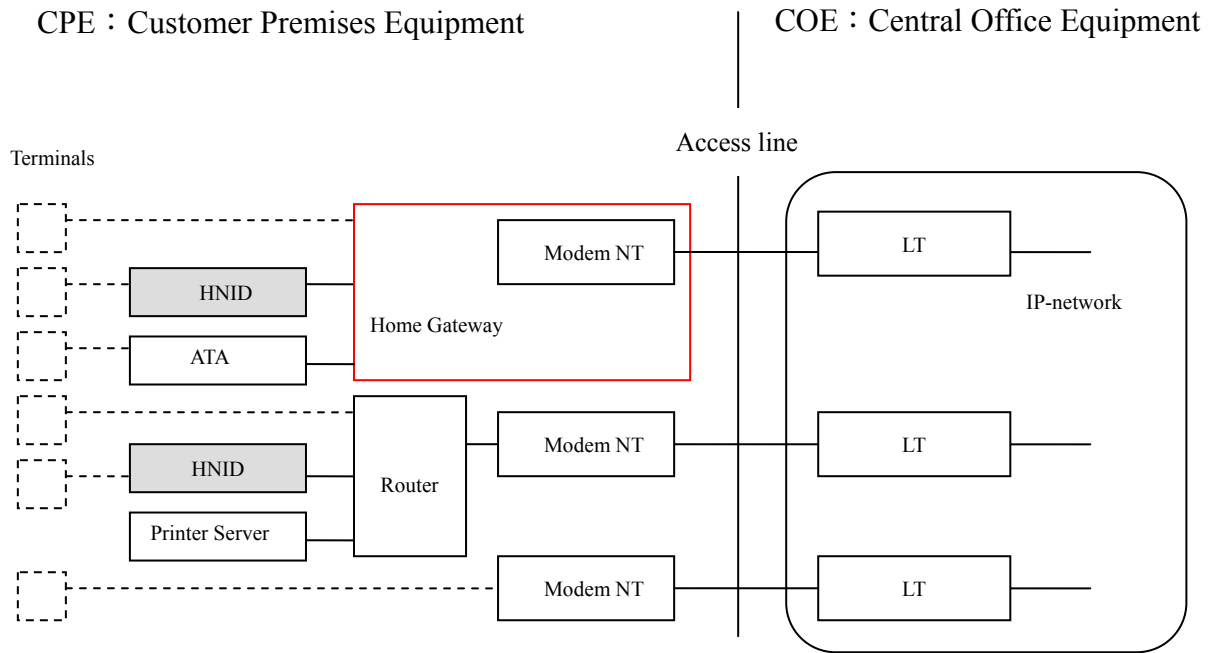 CPE：Customer Premises Equipment
COE：Central Office Equipment
Access line
Terminals
Modem NT
LT
HNID
IP-network
Home Gateway
ATA
Modem NT
LT
HNID
Router
Printer Server
Modem NT
LT